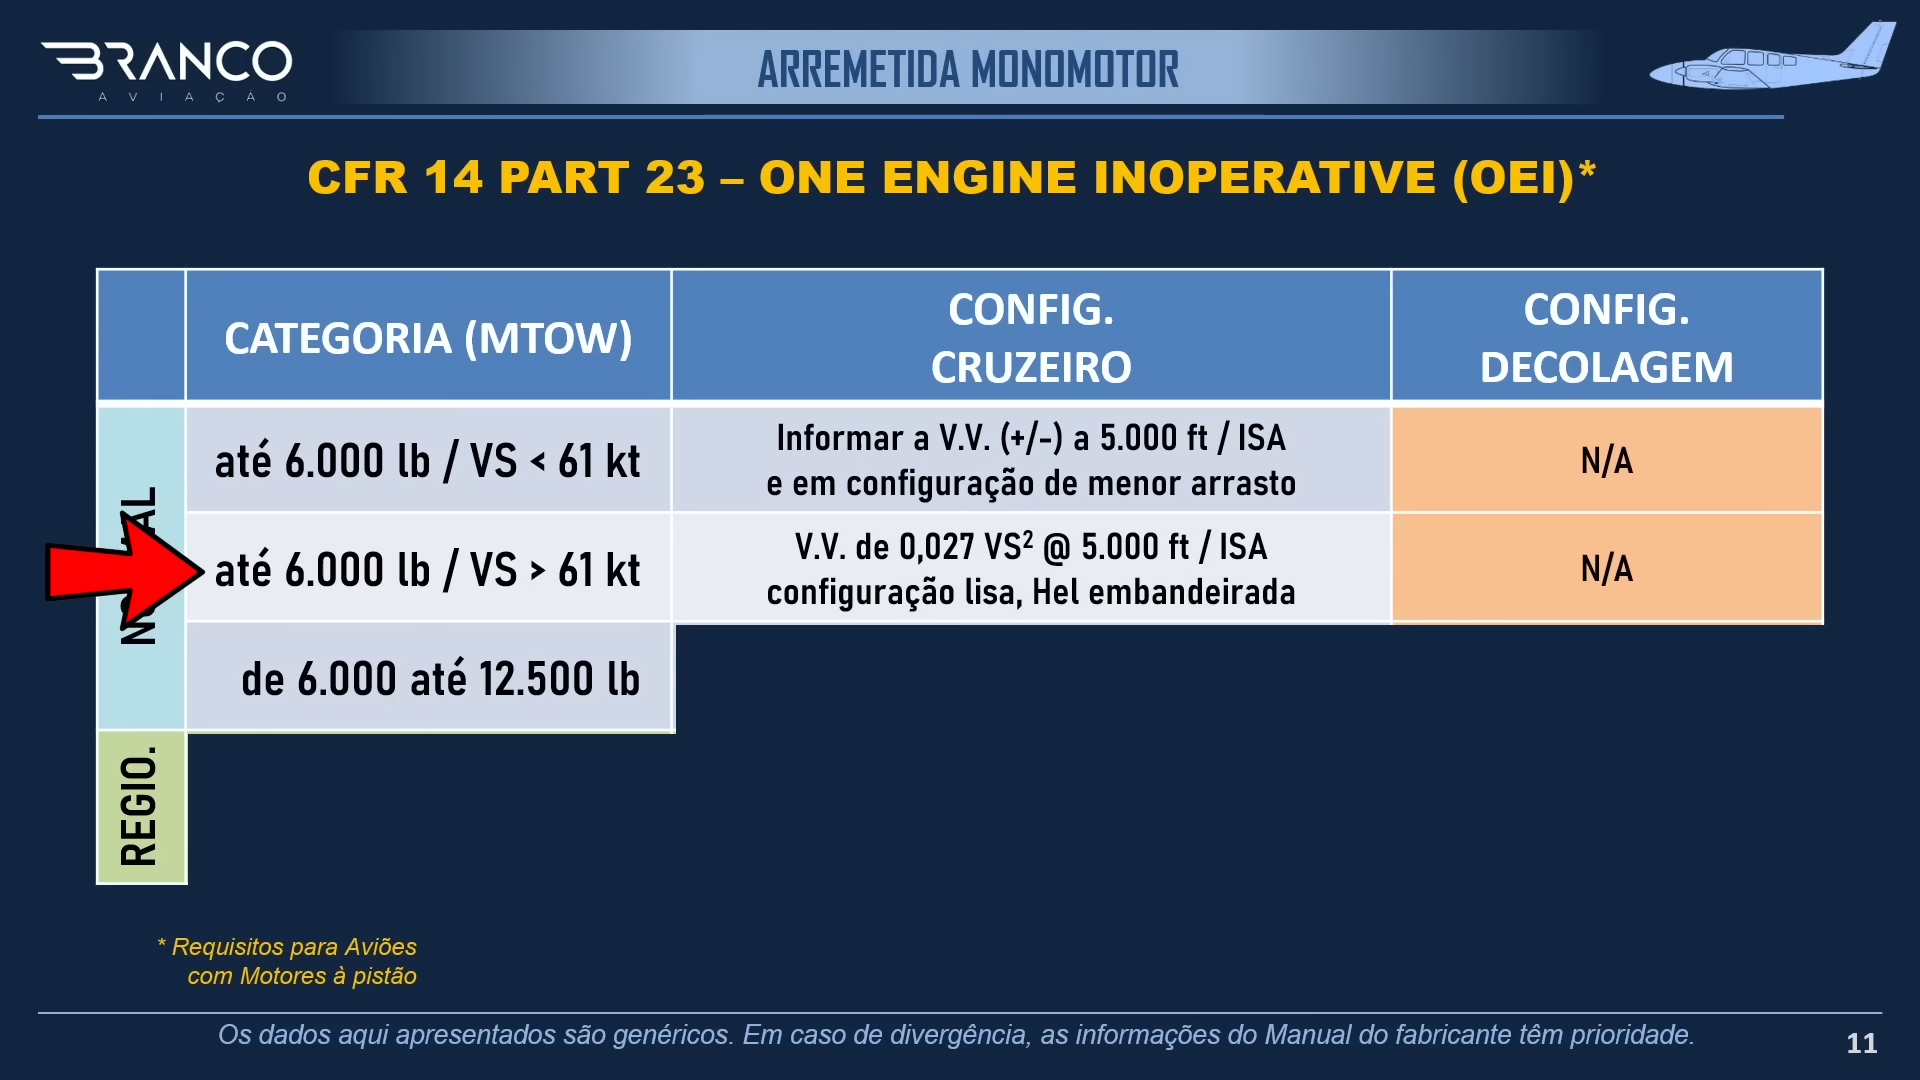 BRANCO
AVIAÇÃO
ARREMETIDA MONOMOTOR
CFR 14 PART 23 – ONE ENGINE INOPERATIVE (OEI)*
CATEGORIA (MTOW)
CONFIG.
CRUZEIRO
CONFIG.
DECOLAGEM
até 6.000 lb / VS < 61 kt
Informar a V.V. (+/-) a 5.000 ft / ISA
e em configuração de menor arrasto
N/A
até 6.000 lb / VS > 61 kt
V.V. de 0,027 VS² @ 5.000 ft / ISA
configuração lisa, Hel embandeirada
N/A
de 6.000 até 12.500 lb
REGIO.
* Requisitos para Aviões
com Motores à pistão
Os dados aqui apresentados são genéricos. Em caso de divergência, as informações do Manual do fabricante têm prioridade.
11